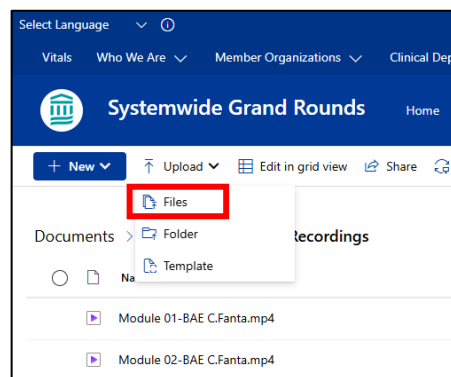 Select Language
Vitals Who We Are Member Organizations Clinical Dep
Systemwide Grand Rounds Home
New Upload Edit in grid view Share
Files
Documents > Recordings
Folder
Template
Na
Module 01-BAE C.Fanta.mp4
Module 02-BAE C.Fanta.mp4